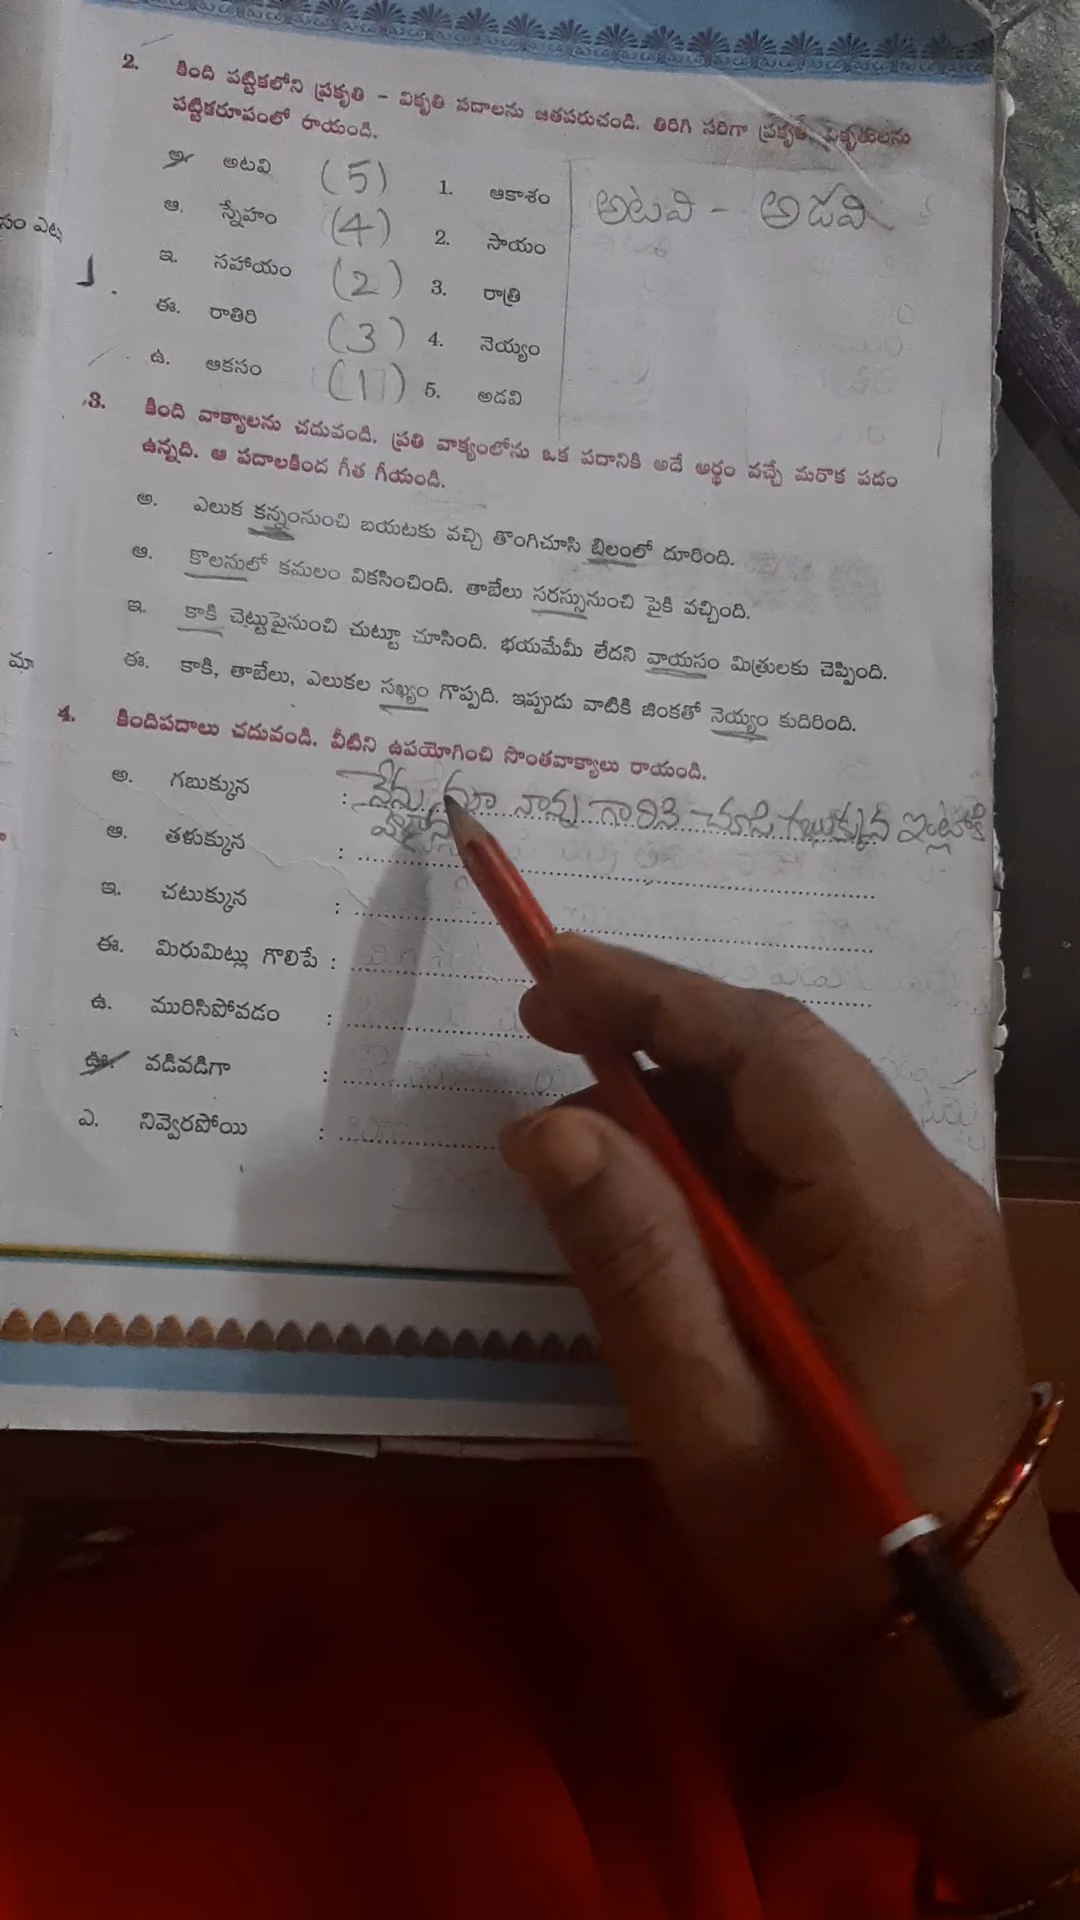 2. కింది పట్టికలోని ప్రకృతి - వికృతి పదాలను జతపరుచండి. తిరిగి సరిగా ప్రకృతి, వికృతులను
పట్టికరూపంలో రాయండి.
అ. అటవి (5) 1. ఆకాశం అటవి - అడవి
ఆ. స్నేహం (4) 2. సాయం
ఇ. సహాయం (2) 3. రాత్రి
ఈ. రాతిరి (3) 4. నెయ్యం
ఉ. ఆకసం (1) 5. అడవి
3. కింది వాక్యాలను చదువండి. ప్రతి వాక్యంలోను ఒక పదానికి అదే అర్థం వచ్చే మరొక పదం
ఉన్నది. ఆ పదాలకింద గీత గీయండి.
అ. ఎలుక కన్నంనుంచి బయటకు వచ్చి తొంగిచూసి బిలంలో దూరింది.
ఆ. కొలనులో కమలం వికసించింది. తాబేలు సరస్సునుంచి పైకి వచ్చింది.
ఇ. కాకి చెట్టుపైనుంచి చుట్టూ చూసింది. భయమేమీ లేదని వాయసం మిత్రులకు చెప్పింది.
ఈ. కాకి, తాబేలు, ఎలుకల సఖ్యం గొప్పది. ఇప్పుడు వాటికి జింకతో నెయ్యం కుదిరింది.
4. కిందిపదాలు చదువండి. వీటిని ఉపయోగించి సొంతవాక్యాలు రాయండి.
అ. గబుక్కున : నేను మా నాన్న గారిని చూసి గబుక్కున ఇంట్లోకి
ఆ. తళుక్కున :
ఇ. చటుక్కున :
ఈ. మిరుమిట్లు గొలిపే :
ఉ. మురిసిపోవడం :
ఊ. వడివడిగా :
ఎ. నివ్వెరపోయి :